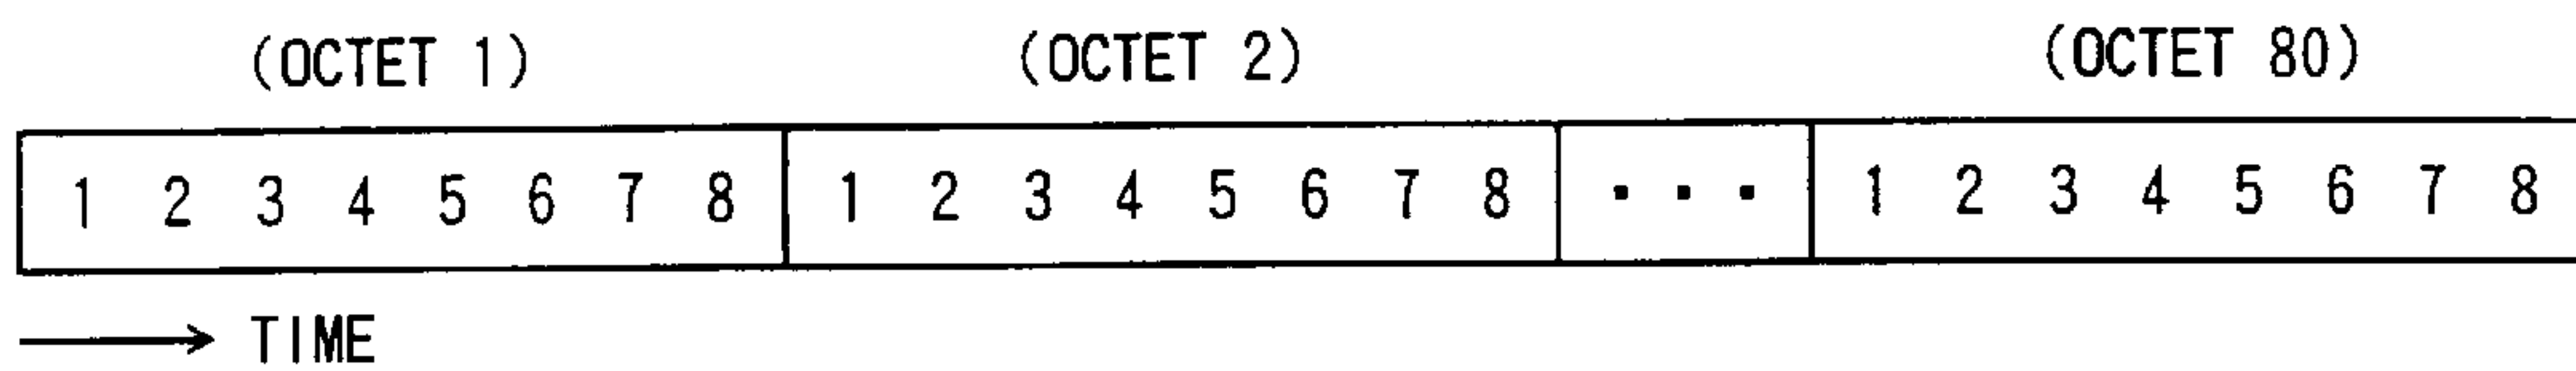 (OCTET 1) (OCTET 2) (OCTET 80)
1 2 3 4 5 6 7 8 1 2 3 4 5 6 7 8 ・・・ 1 2 3 4 5 6 7 8
TIME